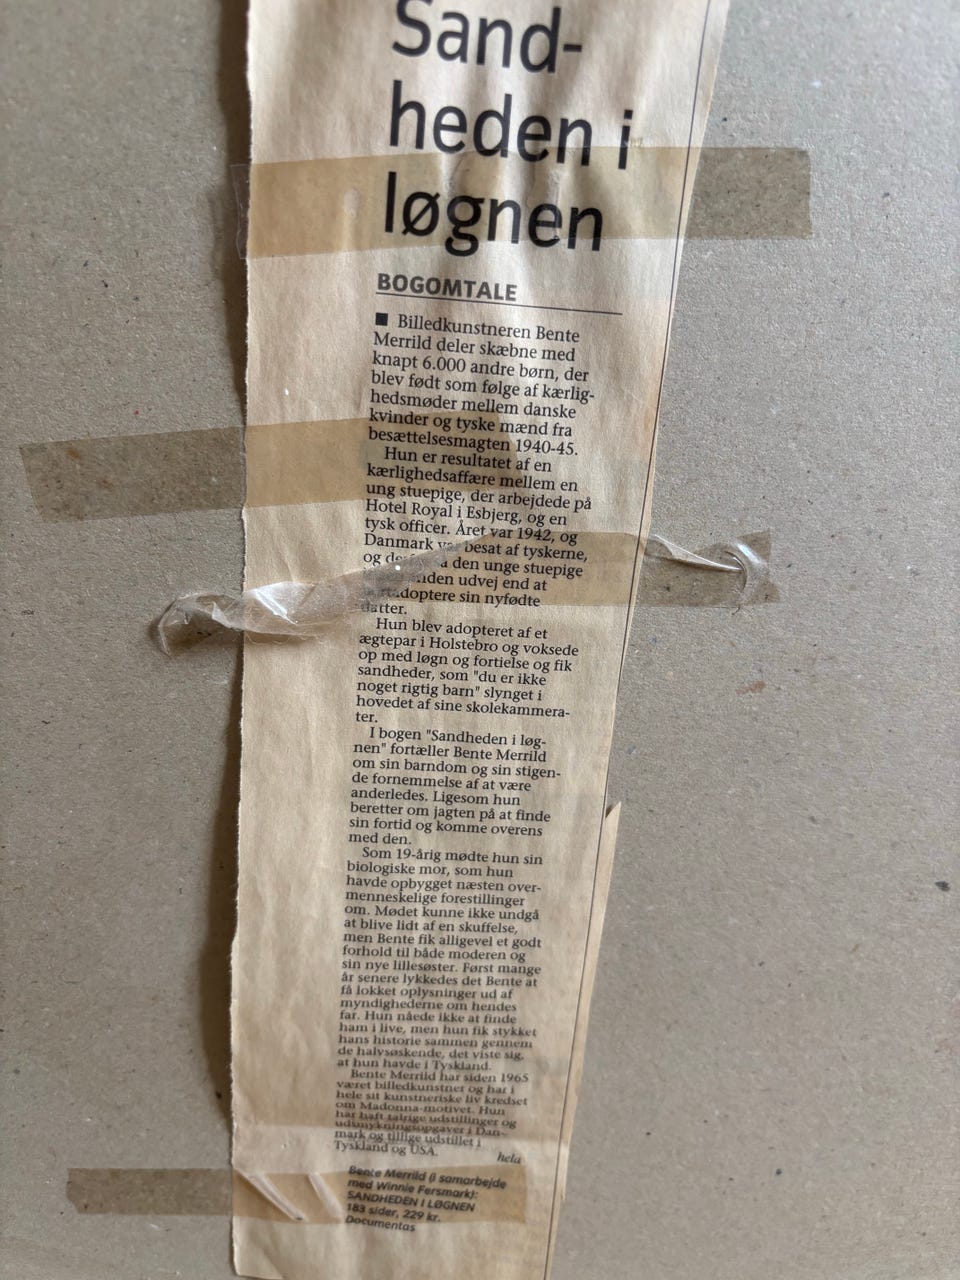 Sand-
heden i
løgnen
BOGOMTALE
■ Billedkunstneren Bente
Merrild deler skæbne med
knapt 6.000 andre børn, der
blev født som følge af kærlig-
hedsmøder mellem danske
kvinder og tyske mænd fra
besættelsesmagten 1940-45.
Hun er resultatet af en
kærlighedsaffære mellem en
ung stuepige, der arbejdede på
Hotel Royal i Esbjerg, og en
tysk officer. Året var 1942, og
Danmark var besat af tyskerne,
og den unge stuepige
udvej end at
bortadoptere sin nyfødte
datter.
Hun blev adopteret af et
ægtepar i Holstebro og voksede
op med løgn og fortielse og fik
sandheder, som "du er ikke
noget rigtig barn" slynget i
hovedet af sine skolekammera-
ter.
I bogen "Sandheden i løg-
nen" fortæller Bente Merrild
om sin barndom og sin stigen-
de fornemmelse af at være
anderledes. Ligesom hun
beretter om jagten på at finde
sin fortid og komme overens
med den.
Som 19-årig mødte hun sin
biologiske mor, som hun
havde opbygget næsten over-
menneskelige forestillinger
om. Mødet kunne ikke undgå
at blive lidt af en skuffelse,
men Bente fik alligevel et godt
forhold til både moderen og
sin nye lillesøster. Først mange
år senere lykkedes det Bente at
få lokket oplysninger ud af
myndighederne om hendes
far. Hun nåede ikke at finde
ham i live, men hun fik stykket
hans historie sammen gennem
de halvsøskende, det viste sig,
at hun havde i Tyskland.
Bente Merrild har siden 1965
været billedkunstner og har i
hele sit kunstneriske liv kredset
om Madonna-motivet. Hun
har haft talrige udstillinger og
udsmykningsopgaver i Dan-
mark og tillige udstillet i
Tyskland og USA.
hela
Bente Merrild (i samarbejde
med Winnie Fersmark):
SANDHEDEN I LØGNEN
183 sider, 229 kr.
Documentas